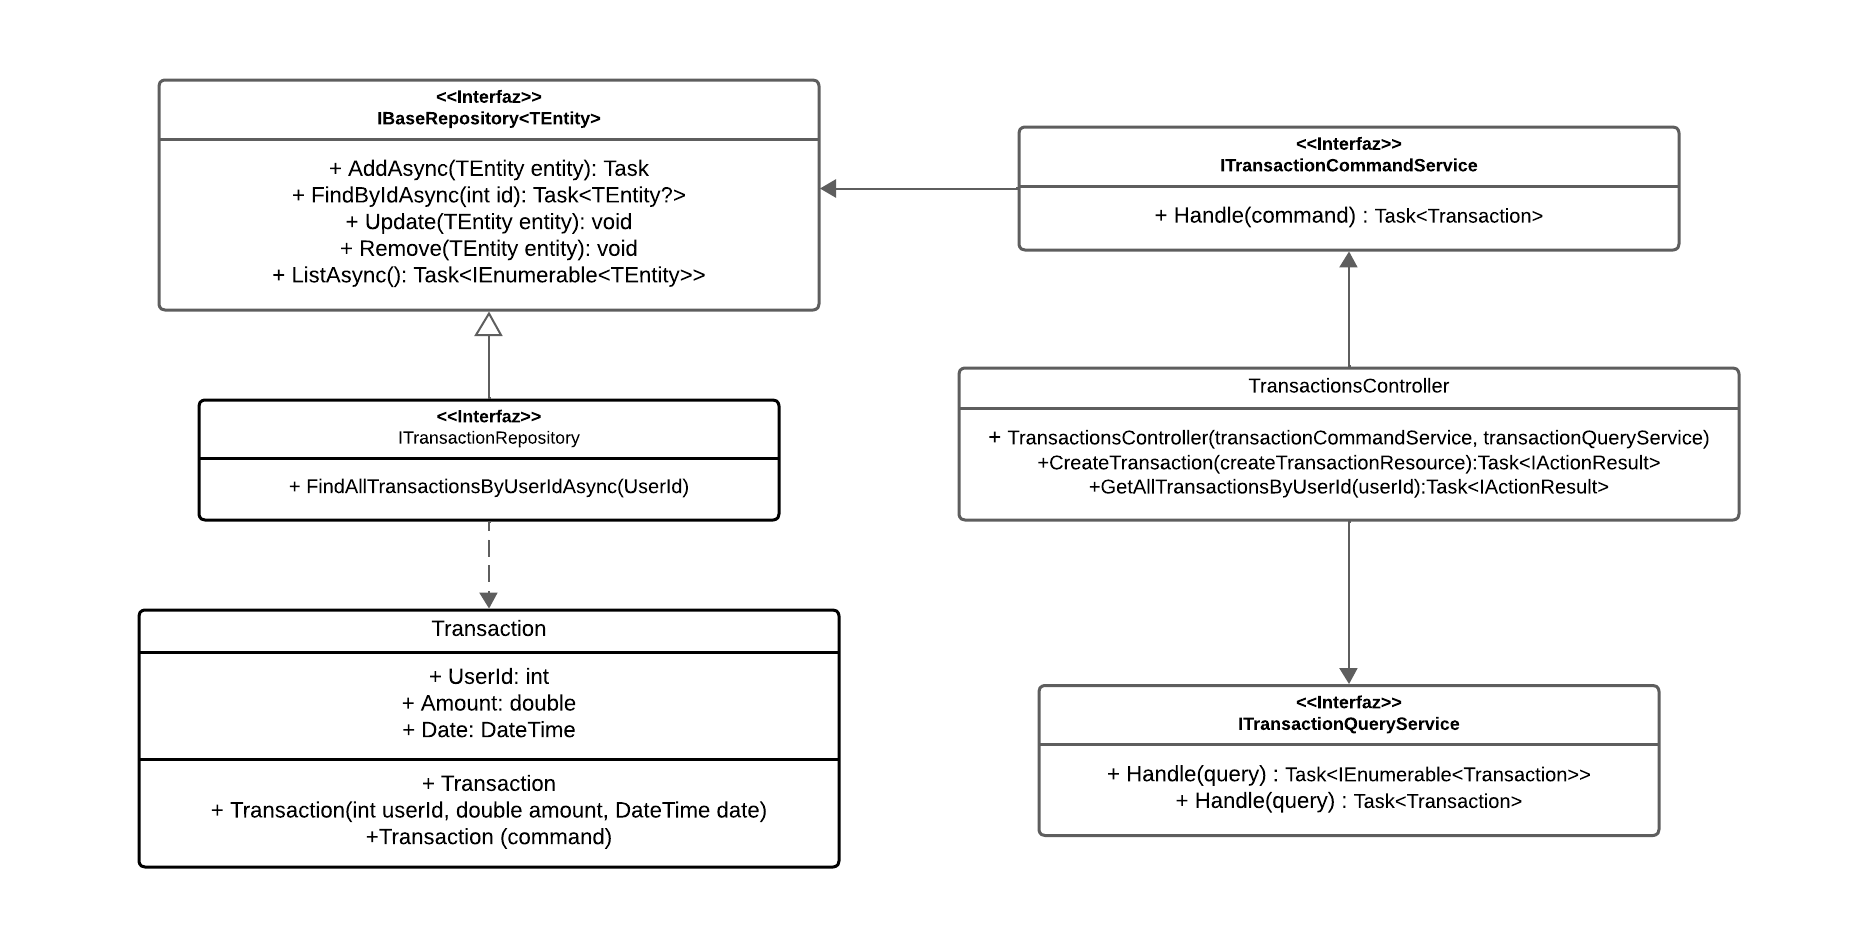 <<Interfaz>>
IBaseRepository<TEntity>
+ AddAsync(TEntity entity): Task
+ FindByIdAsync(int id): Task<TEntity?>
+ Update(TEntity entity): void
+ Remove(TEntity entity): void
+ ListAsync(): Task<IEnumerable<TEntity>>
<<Interfaz>>
ITransactionRepository
+ FindAllTransactionsByUserIdAsync(UserId)
Transaction
+ UserId: int
+ Amount: double
+ Date: DateTime
+ Transaction
+ Transaction(int userId, double amount, DateTime date)
+Transaction (command)
<<Interfaz>>
ITransactionCommandService
+ Handle(command) : Task<Transaction>
TransactionsController
+ TransactionsController(transactionCommandService, transactionQueryService)
+CreateTransaction(createTransactionResource):Task<IActionResult>
+GetAllTransactionsByUserId(userId):Task<IActionResult>
<<Interfaz>>
ITransactionQueryService
+ Handle(query) : Task<IEnumerable<Transaction>>
+ Handle(query) : Task<Transaction>